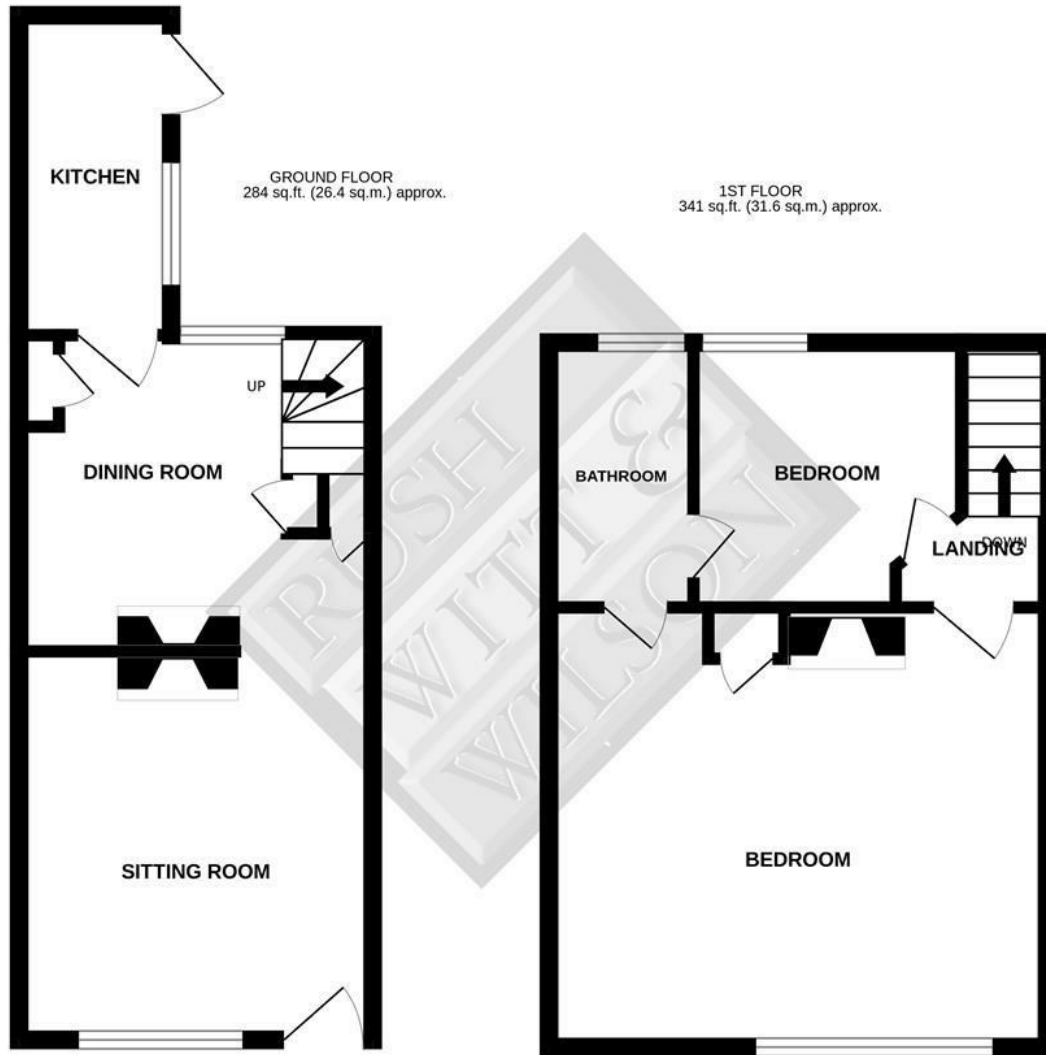 KITCHEN
GROUND FLOOR
284 sq.ft. (26.4 sq.m.) approx.
1ST FLOOR
341 sq.ft. (31.6 sq.m.) approx.
UP
DINING ROOM
SITTING ROOM
BATHROOM
BEDROOM
DOWN
LANDING
BEDROOM
RUSH
WITT &
WILSON